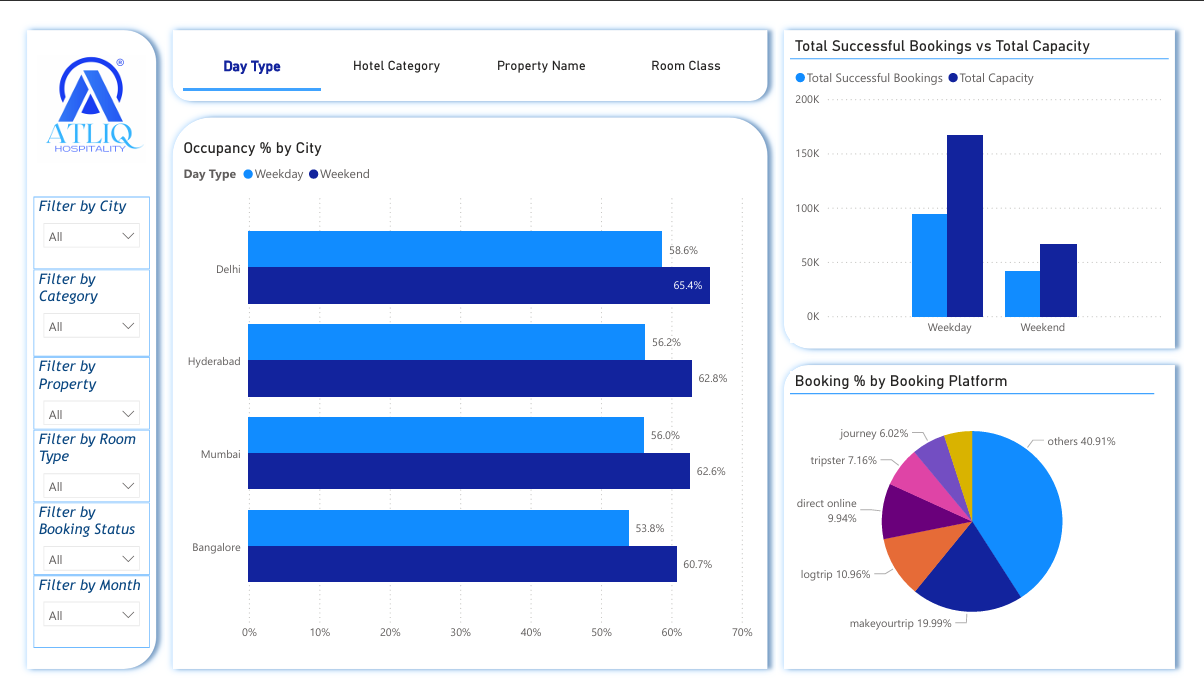 ®
ATLIQ
HOSPITALITY
Filter by City
All
Filter by
Category
All
Filter by
Property
All
Filter by Room
Type
All
Filter by
Booking Status
All
Filter by Month
All
Day Type
Hotel Category
Property Name
Room Class
Occupancy % by City
Day Type Weekday Weekend
Delhi
58.6%
65.4%
Hyderabad
56.2%
62.8%
Mumbai
56.0%
62.6%
Bangalore
53.8%
60.7%
0% 10% 20% 30% 40% 50% 60% 70%
Total Successful Bookings vs Total Capacity
Total Successful Bookings Total Capacity
200K
150K
100K
50K
0K
Weekday Weekend
Booking % by Booking Platform
journey 6.02%
others 40.91%
tripster 7.16%
direct online
9.94%
logtrip 10.96%
makeyourtrip 19.99%